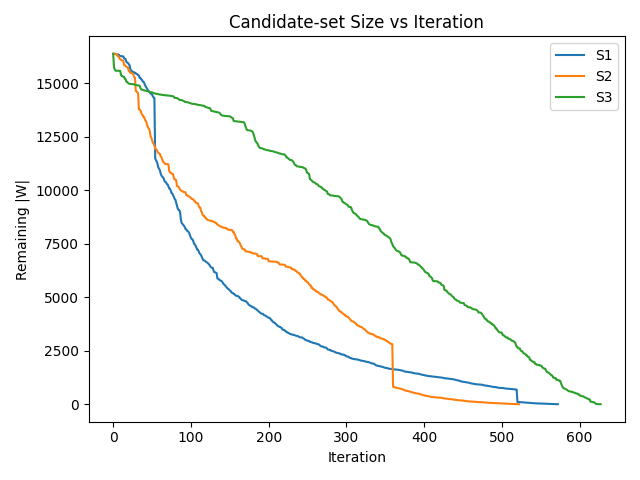 Candidate-set Size vs Iteration
S1
S2
S3
Remaining |W|
15000
12500
10000
7500
5000
2500
0
0 100 200 300 400 500 600
Iteration